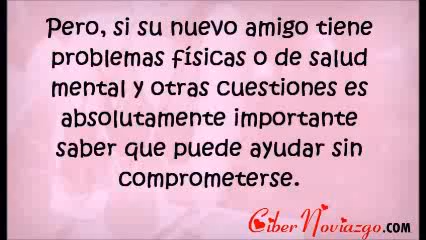 Pero, si su nuevo amigo tiene
problemas físicas o de salud
mental y otras cuestiones es
absolutamente importante
saber que puede ayudar sin
comprometerse.
CiberNoviazgo.COM